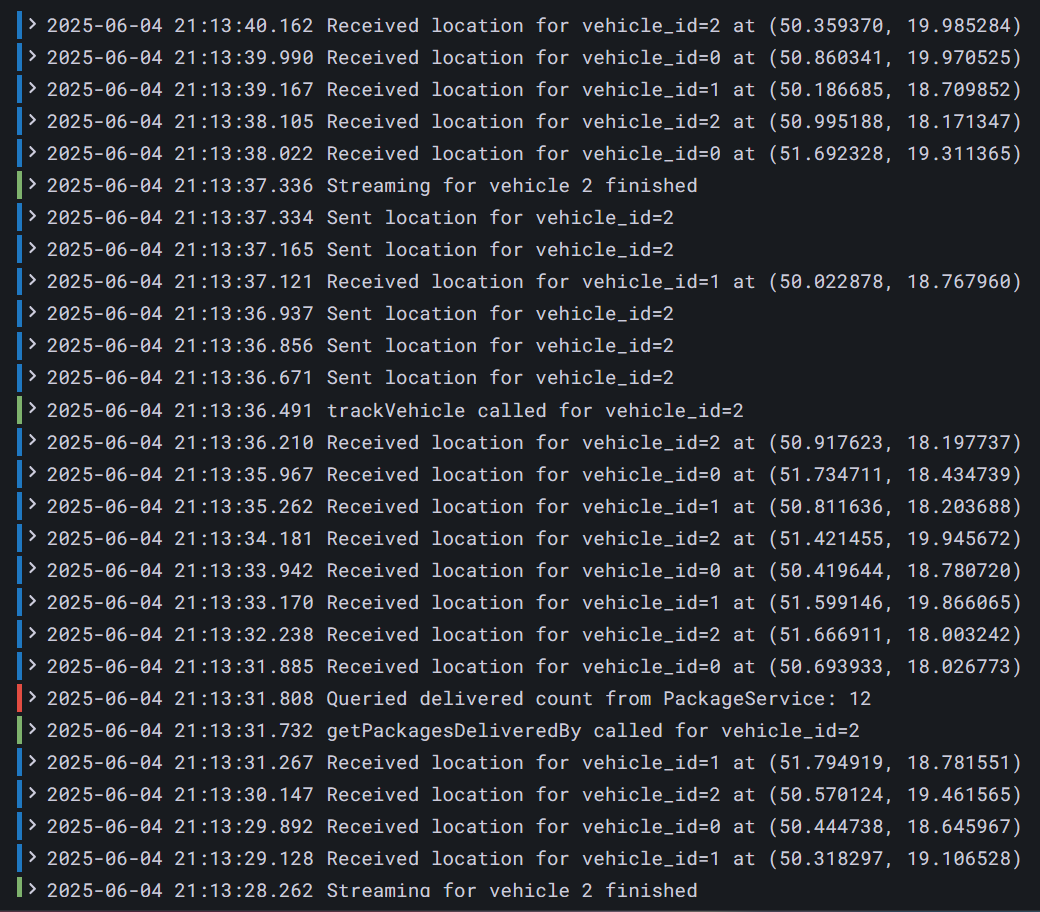 2025-06-04 21:13:40.162 Received location for vehicle_id=2 at (50.359370, 19.985284)
2025-06-04 21:13:39.990 Received location for vehicle_id=0 at (50.860341, 19.970525)
2025-06-04 21:13:39.167 Received location for vehicle_id=1 at (50.186685, 18.709852)
2025-06-04 21:13:38.105 Received location for vehicle_id=2 at (50.995188, 18.171347)
2025-06-04 21:13:38.022 Received location for vehicle_id=0 at (51.692328, 19.311365)
2025-06-04 21:13:37.336 Streaming for vehicle 2 finished
2025-06-04 21:13:37.334 Sent location for vehicle_id=2
2025-06-04 21:13:37.165 Sent location for vehicle_id=2
2025-06-04 21:13:37.121 Received location for vehicle_id=1 at (50.022878, 18.767960)
2025-06-04 21:13:36.937 Sent location for vehicle_id=2
2025-06-04 21:13:36.856 Sent location for vehicle_id=2
2025-06-04 21:13:36.671 Sent location for vehicle_id=2
2025-06-04 21:13:36.491 trackVehicle called for vehicle_id=2
2025-06-04 21:13:36.210 Received location for vehicle_id=2 at (50.917623, 18.197737)
2025-06-04 21:13:35.967 Received location for vehicle_id=0 at (51.734711, 18.434739)
2025-06-04 21:13:35.262 Received location for vehicle_id=1 at (50.811636, 18.203688)
2025-06-04 21:13:34.181 Received location for vehicle_id=2 at (51.421455, 19.945672)
2025-06-04 21:13:33.942 Received location for vehicle_id=0 at (50.419644, 18.780720)
2025-06-04 21:13:33.170 Received location for vehicle_id=1 at (51.599146, 19.866065)
2025-06-04 21:13:32.238 Received location for vehicle_id=2 at (51.666911, 18.003242)
2025-06-04 21:13:31.885 Received location for vehicle_id=0 at (50.693933, 18.026773)
2025-06-04 21:13:31.808 Queried delivered count from PackageService: 12
2025-06-04 21:13:31.732 getPackagesDeliveredBy called for vehicle_id=2
2025-06-04 21:13:31.267 Received location for vehicle_id=1 at (51.794919, 18.781551)
2025-06-04 21:13:30.147 Received location for vehicle_id=2 at (50.570124, 19.461565)
2025-06-04 21:13:29.892 Received location for vehicle_id=0 at (50.444738, 18.645967)
2025-06-04 21:13:29.128 Received location for vehicle_id=1 at (50.318297, 19.106528)
2025-06-04 21:13:28.262 Streaming for vehicle 2 finished